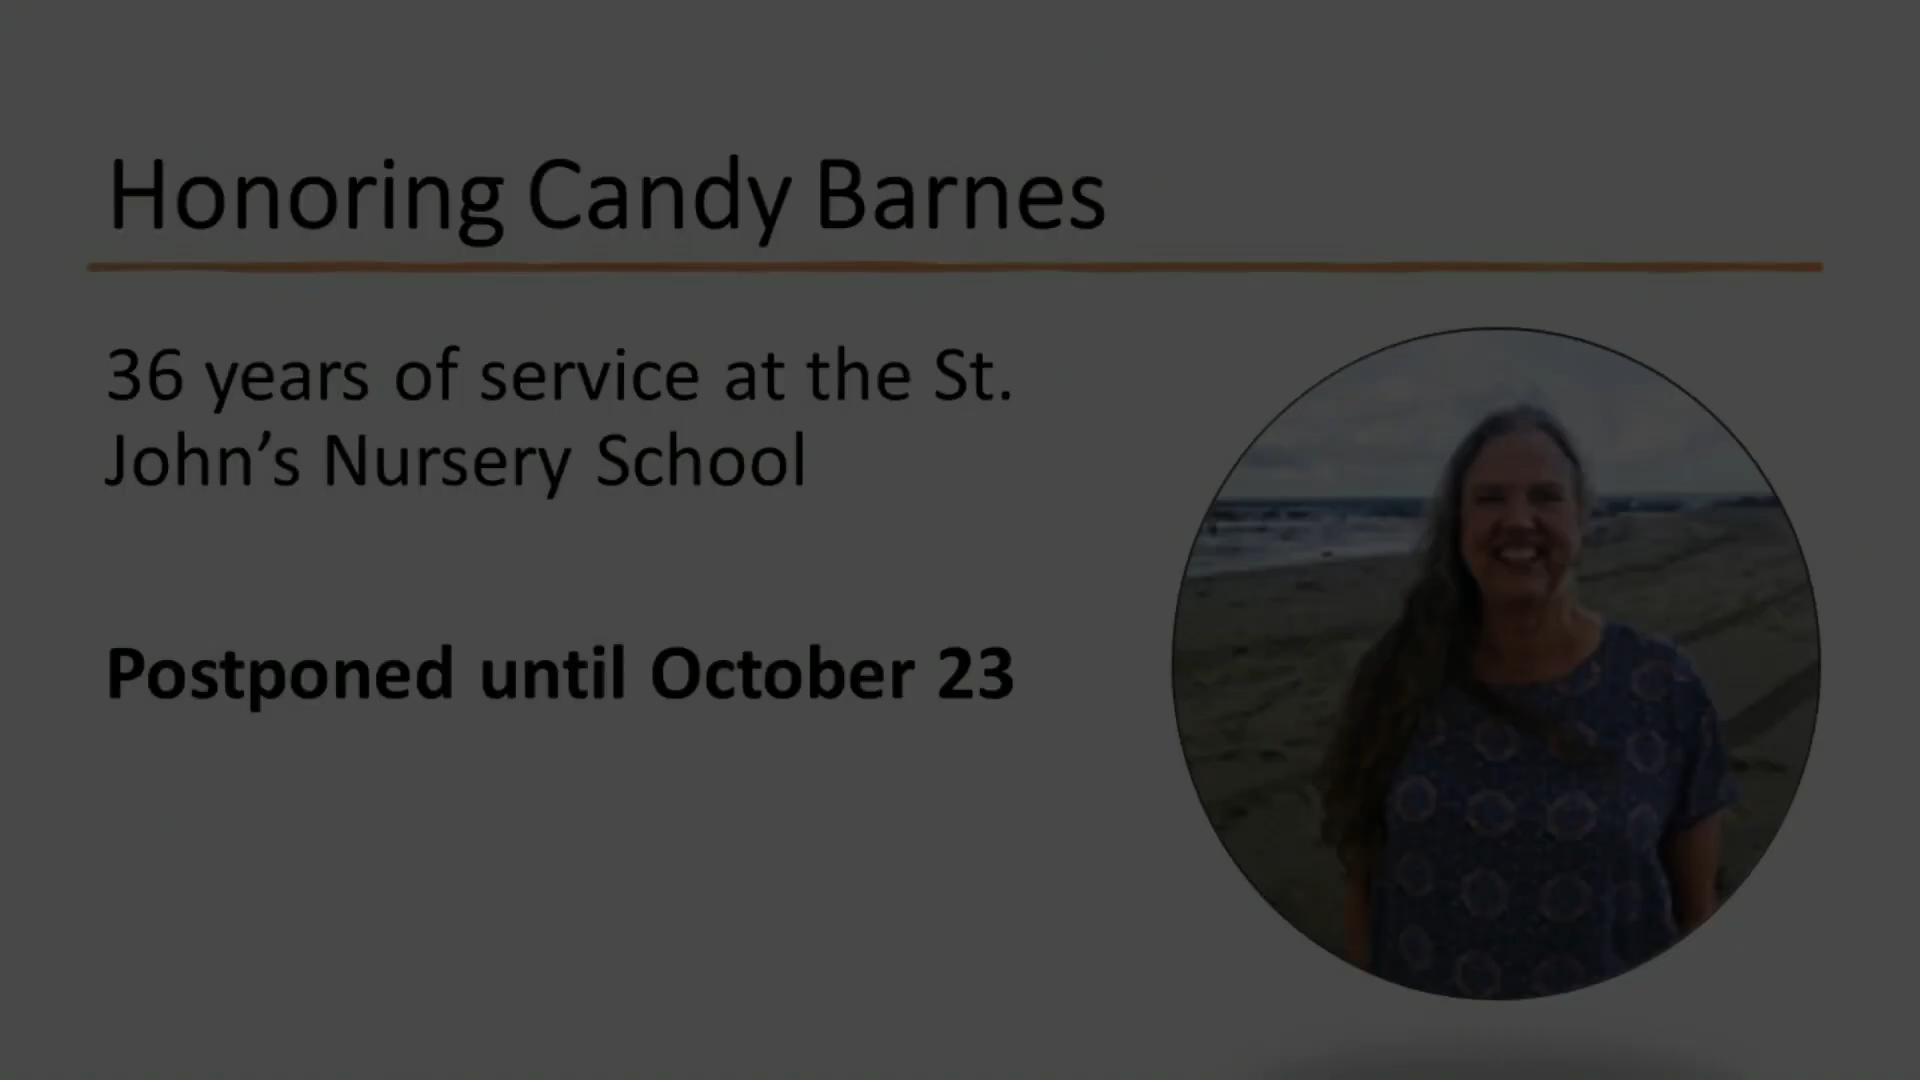 Honoring Candy Barnes
36 years of service at the St.
John’s Nursery School
Postponed until October 23